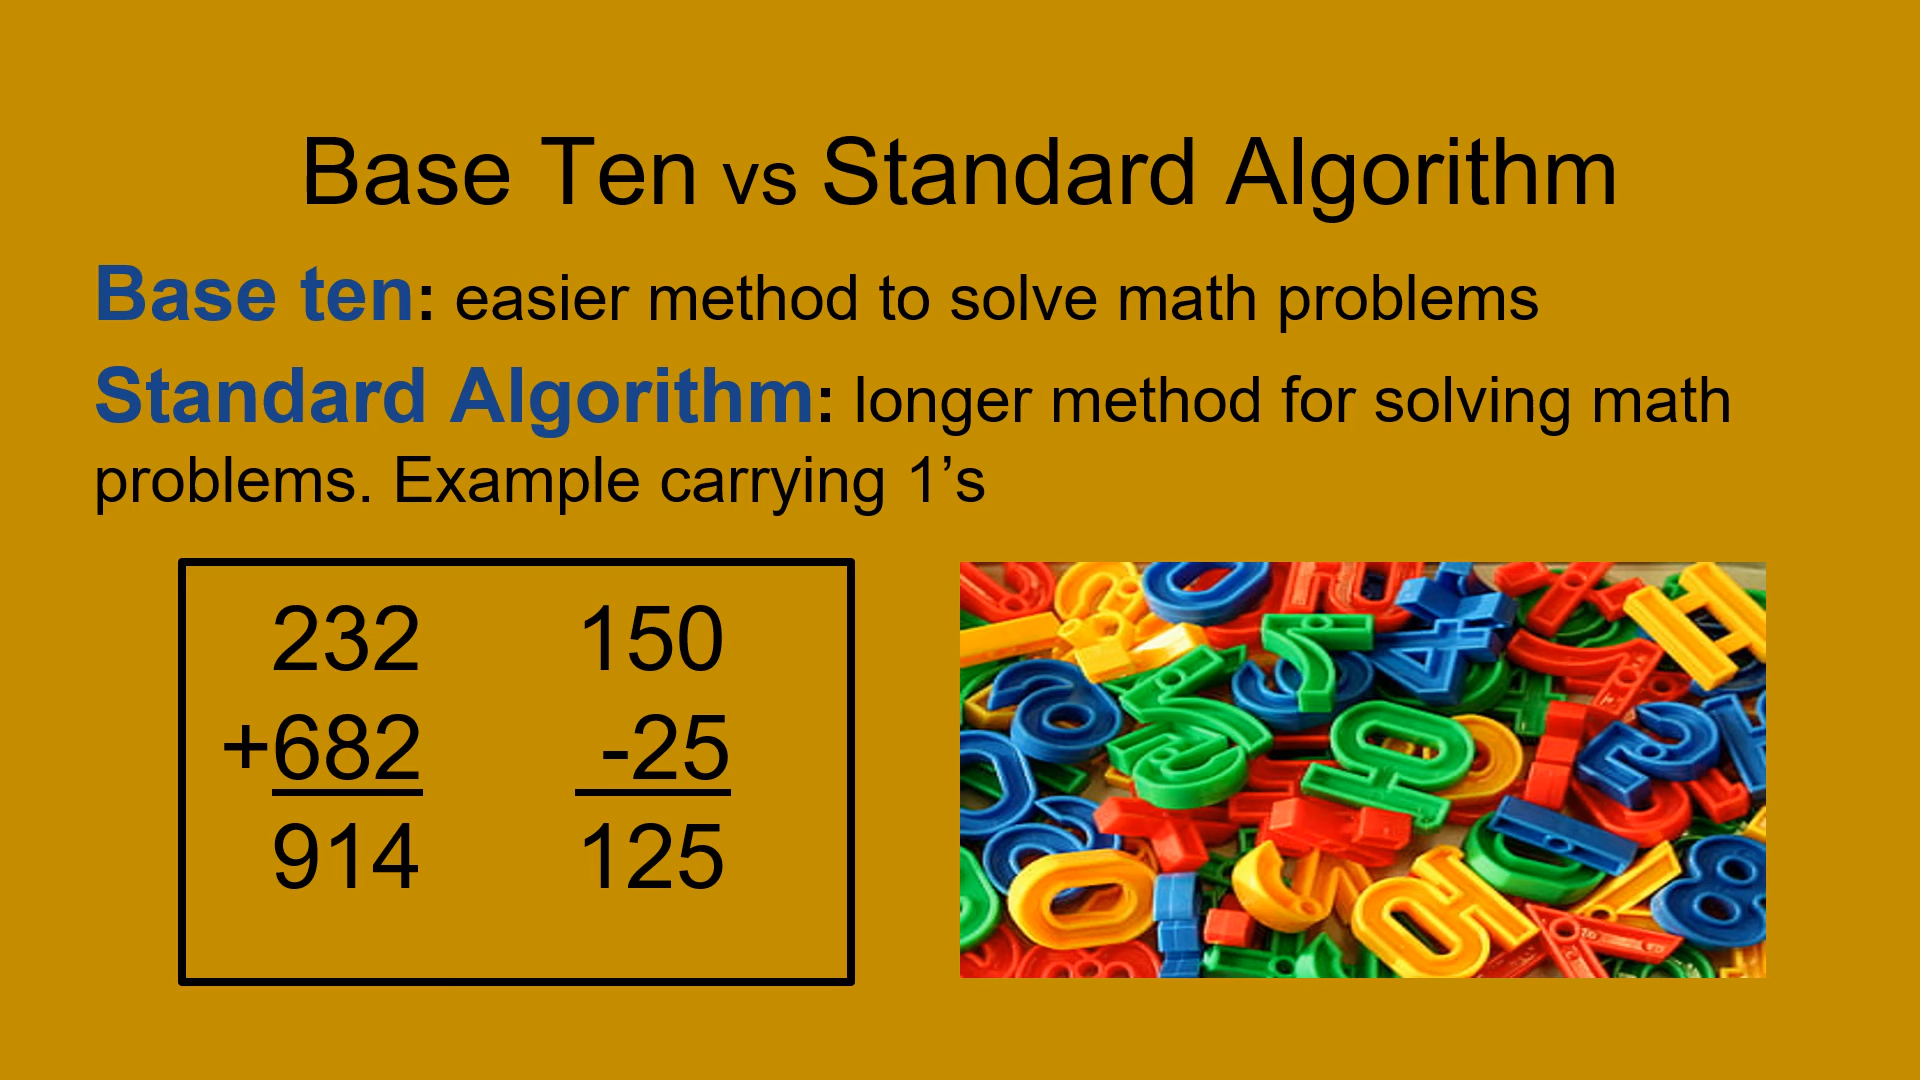 Base Ten vs Standard Algorithm
Base ten: easier method to solve math problems
Standard Algorithm: longer method for solving math
problems. Example carrying 1’s
232 150
+682 -25
914 125